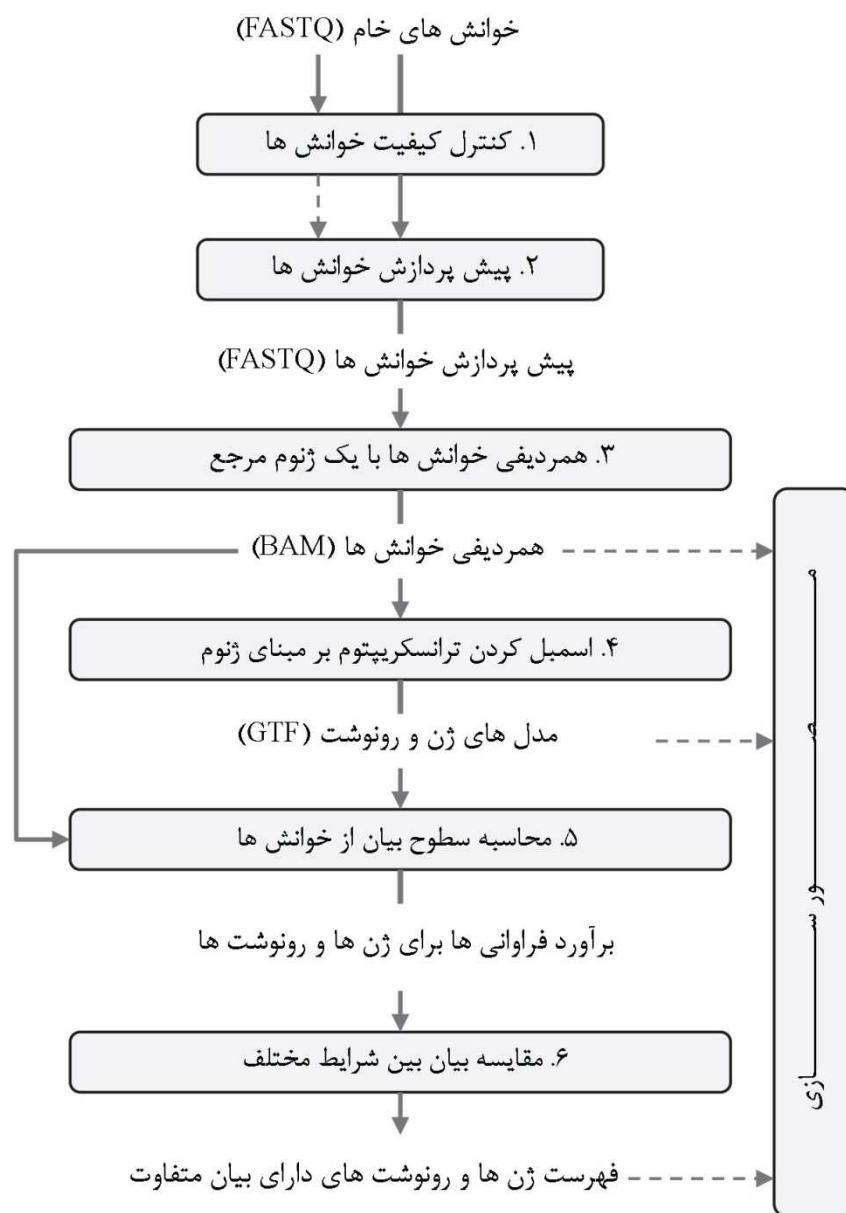 خوانش های خام (FASTQ)
۱. کنترل کیفیت خوانش ها
۲. پیش پردازش خوانش ها
پیش پردازش خوانش ها (FASTQ)
۳. همردیفی خوانش ها با یک ژنوم مرجع
همردیفی خوانش ها (BAM)
۴. اسمبل کردن ترانسکریپتوم بر مبنای ژنوم
مدل های ژن و رونوشت (GTF)
۵. محاسبه سطوح بیان از خوانش ها
برآورد فراوانی ها برای ژن ها و رونوشت ها
۶. مقایسه بیان بین شرایط مختلف
فهرست ژن ها و رونوشت های دارای بیان متفاوت
مـــصـــورســـازی